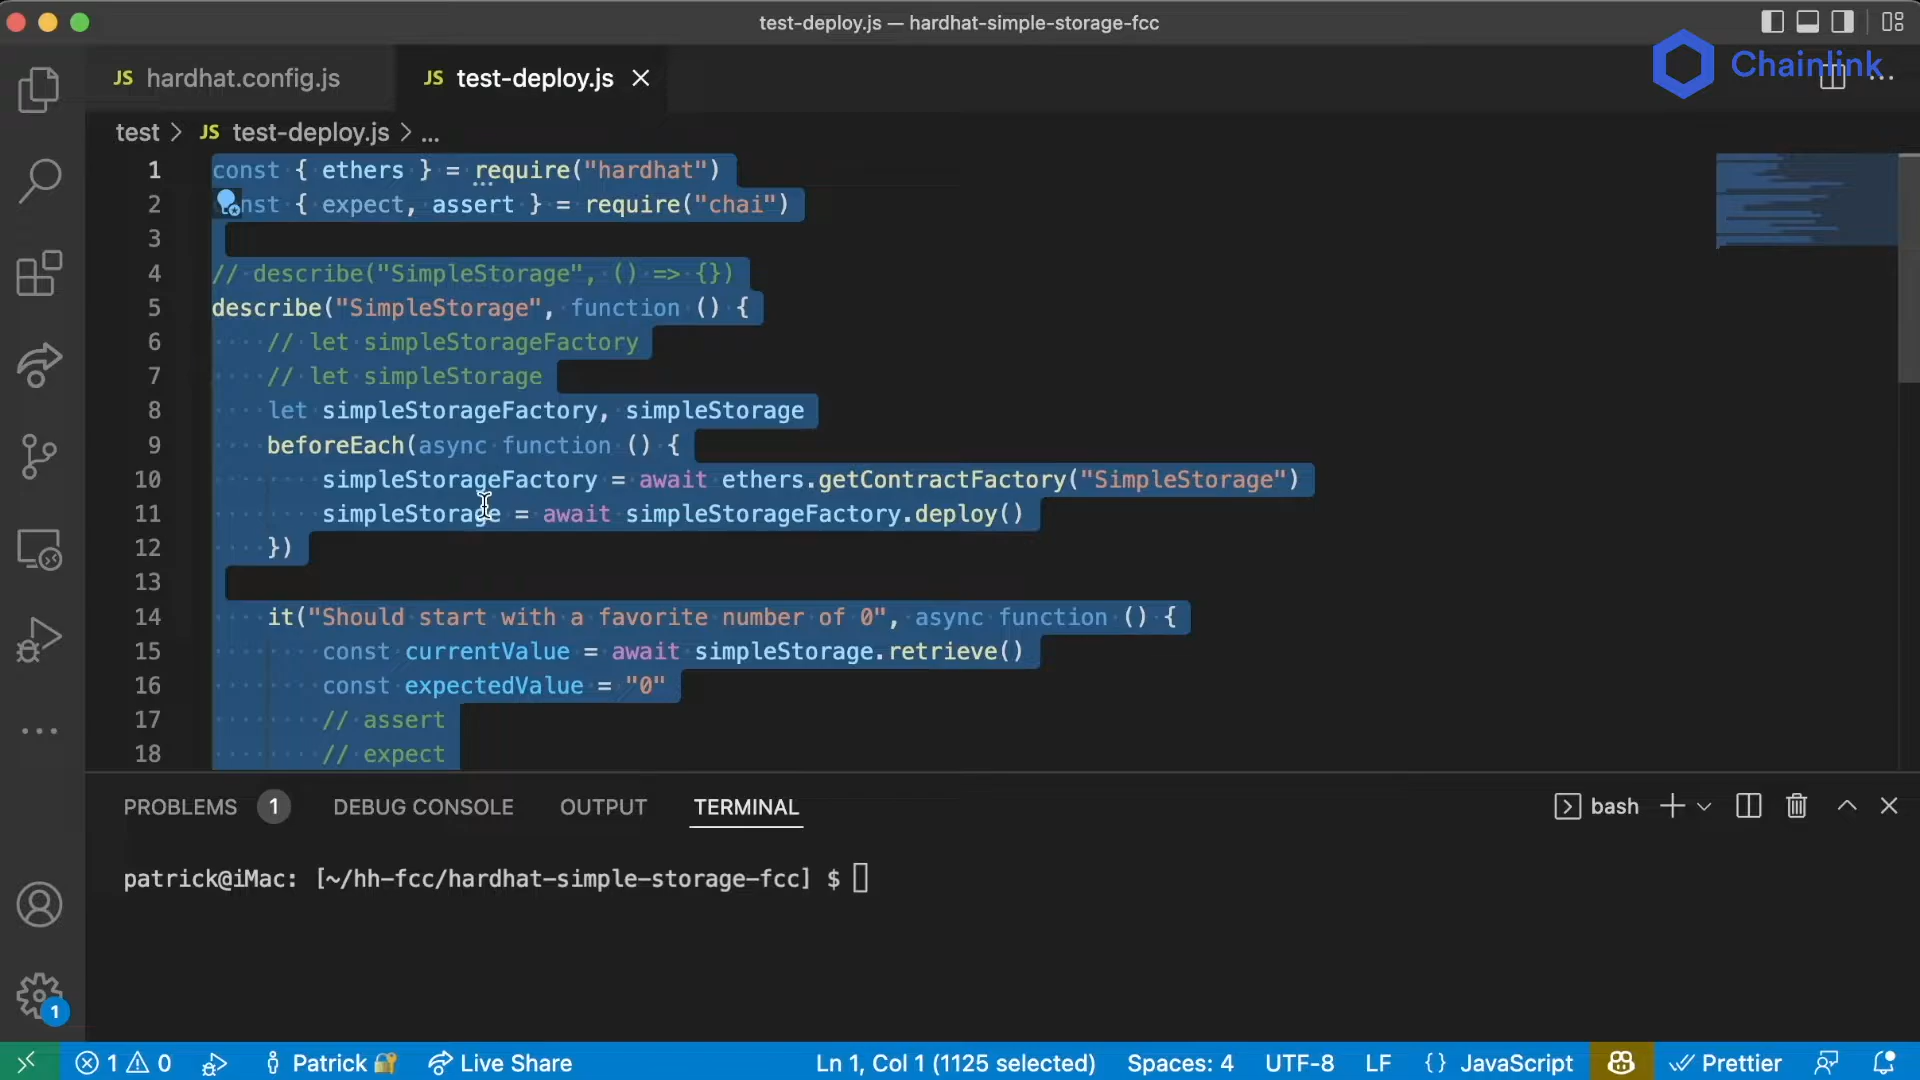 test-deploy.js — hardhat-simple-storage-fcc
JS hardhat.config.js
JS test-deploy.js
Chainlink
test > JS test-deploy.js > ...
1 const { ethers } = require("hardhat")
2 const { expect, assert } = require("chai")
3
4 // describe("SimpleStorage", () => {})
5 describe("SimpleStorage", function () {
6 // let simpleStorageFactory
7 // let simpleStorage
8 let simpleStorageFactory, simpleStorage
9 beforeEach(async function () {
10 simpleStorageFactory = await ethers.getContractFactory("SimpleStorage")
11 simpleStorage = await simpleStorageFactory.deploy()
12 })
13
14 it("Should start with a favorite number of 0", async function () {
15 const currentValue = await simpleStorage.retrieve()
16 const expectedValue = "0"
17 // assert
18 // expect
PROBLEMS 1 DEBUG CONSOLE OUTPUT TERMINAL bash
patrick@iMac: [~/hh-fcc/hardhat-simple-storage-fcc] $
1
1 0 Patrick Live Share Ln 1, Col 1 (1125 selected) Spaces: 4 UTF-8 LF {} JavaScript Prettier